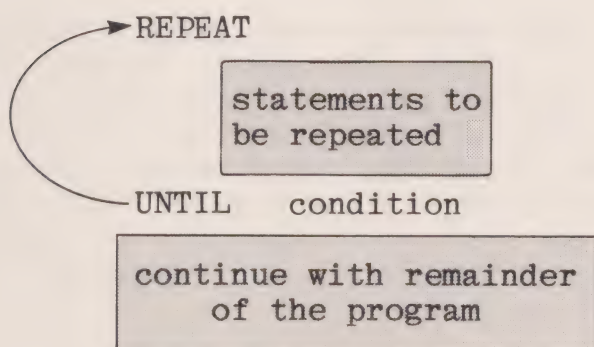 REPEAT
statements to
be repeated
UNTIL condition
continue with remainder
of the program